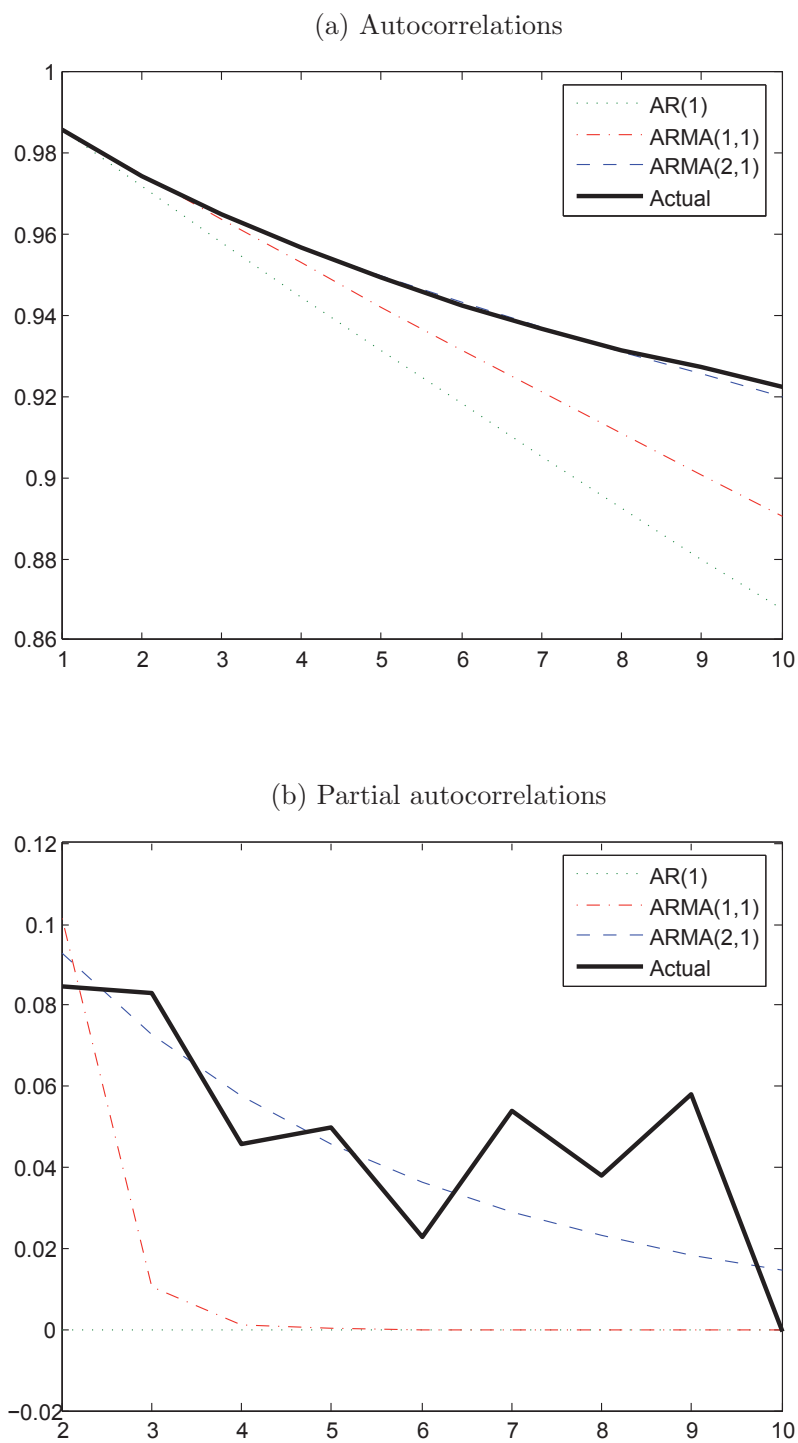 (a) Autocorrelations
1
0.98
0.96
0.94
0.92
0.9
0.88
0.86
AR(1)
ARMA(1,1)
ARMA(2,1)
Actual
1 2 3 4 5 6 7 8 9 10
(b) Partial autocorrelations
0.12
0.1
0.08
0.06
0.04
0.02
0
−0.02
AR(1)
ARMA(1,1)
ARMA(2,1)
Actual
2 3 4 5 6 7 8 9 10